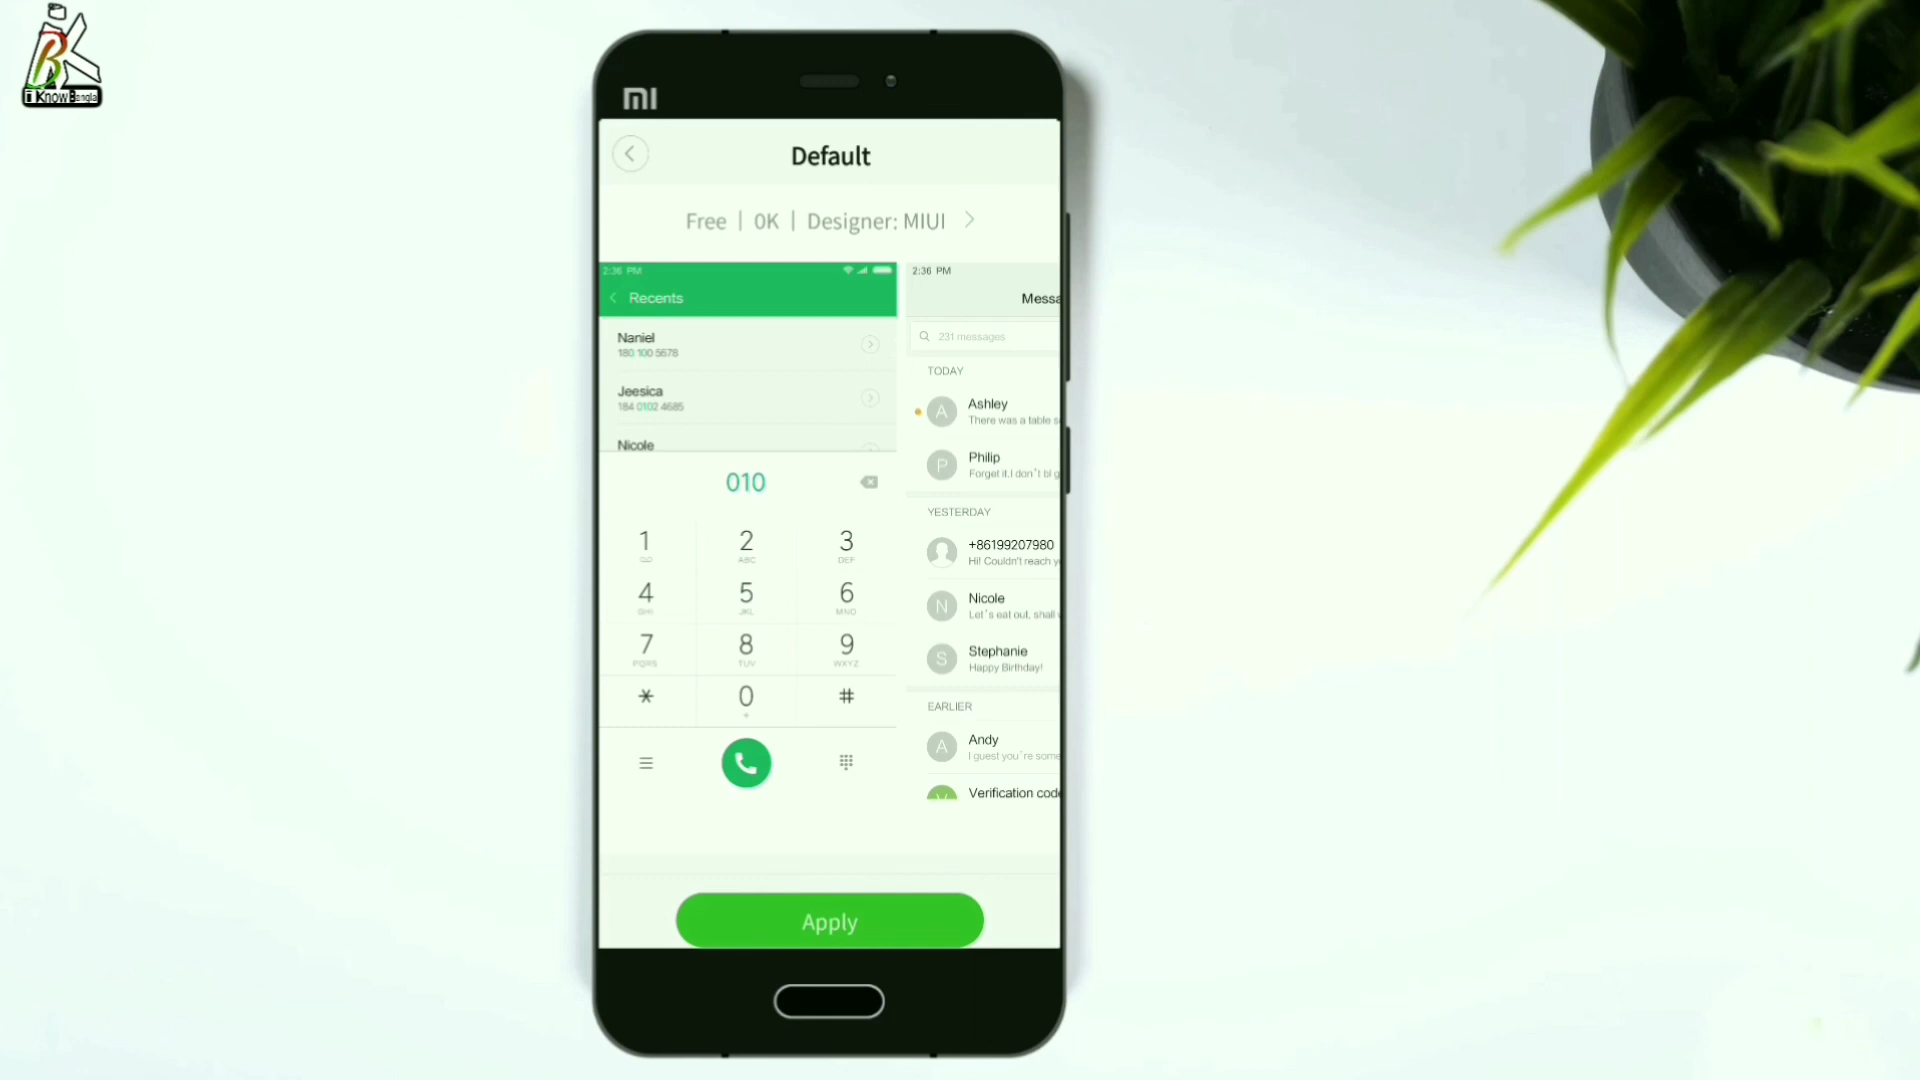 i Know Bangla
MI
Default
Free | 0K | Designer: MIUI
2:36 PM
Recents
Naniel
180 100 5678
Jeesica
184 0102 4685
Nicole
010
1
2
ABC
3
DEF
4
GHI
5
JKL
6
MNO
7
PQRS
8
TUV
9
WXYZ
*
0
+
#
2:36 PM
Messa
231 messages
TODAY
A
Ashley
There was a table s
P
Philip
Forget it.I don't bl g
YESTERDAY
+86199207980
Hi! Couldn't reach y
N
Nicole
Let's eat out, shall
S
Stephanie
Happy Birthday!
EARLIER
A
Andy
I guest you're some
Verification code
Apply